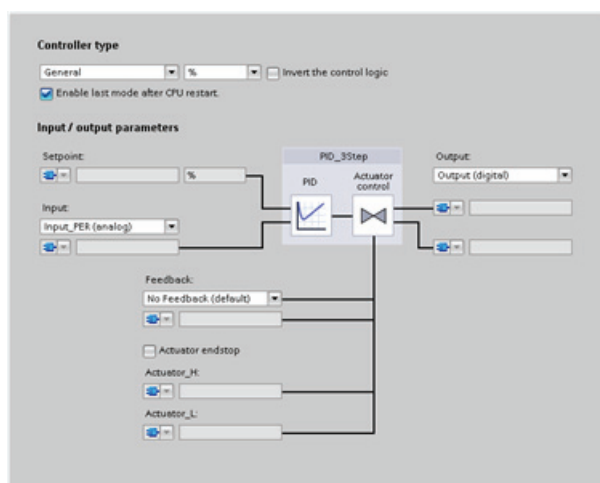 Controller type
General % Invert the control logic
Enable last mode after CPU restart.
Input / output parameters
Setpoint: PID_3Step Output:
% PID Actuator control Output (digital)
Input:
Input_PER (analog)
Feedback:
No Feedback (default)
Actuator endstop
Actuator_H:
Actuator_L: